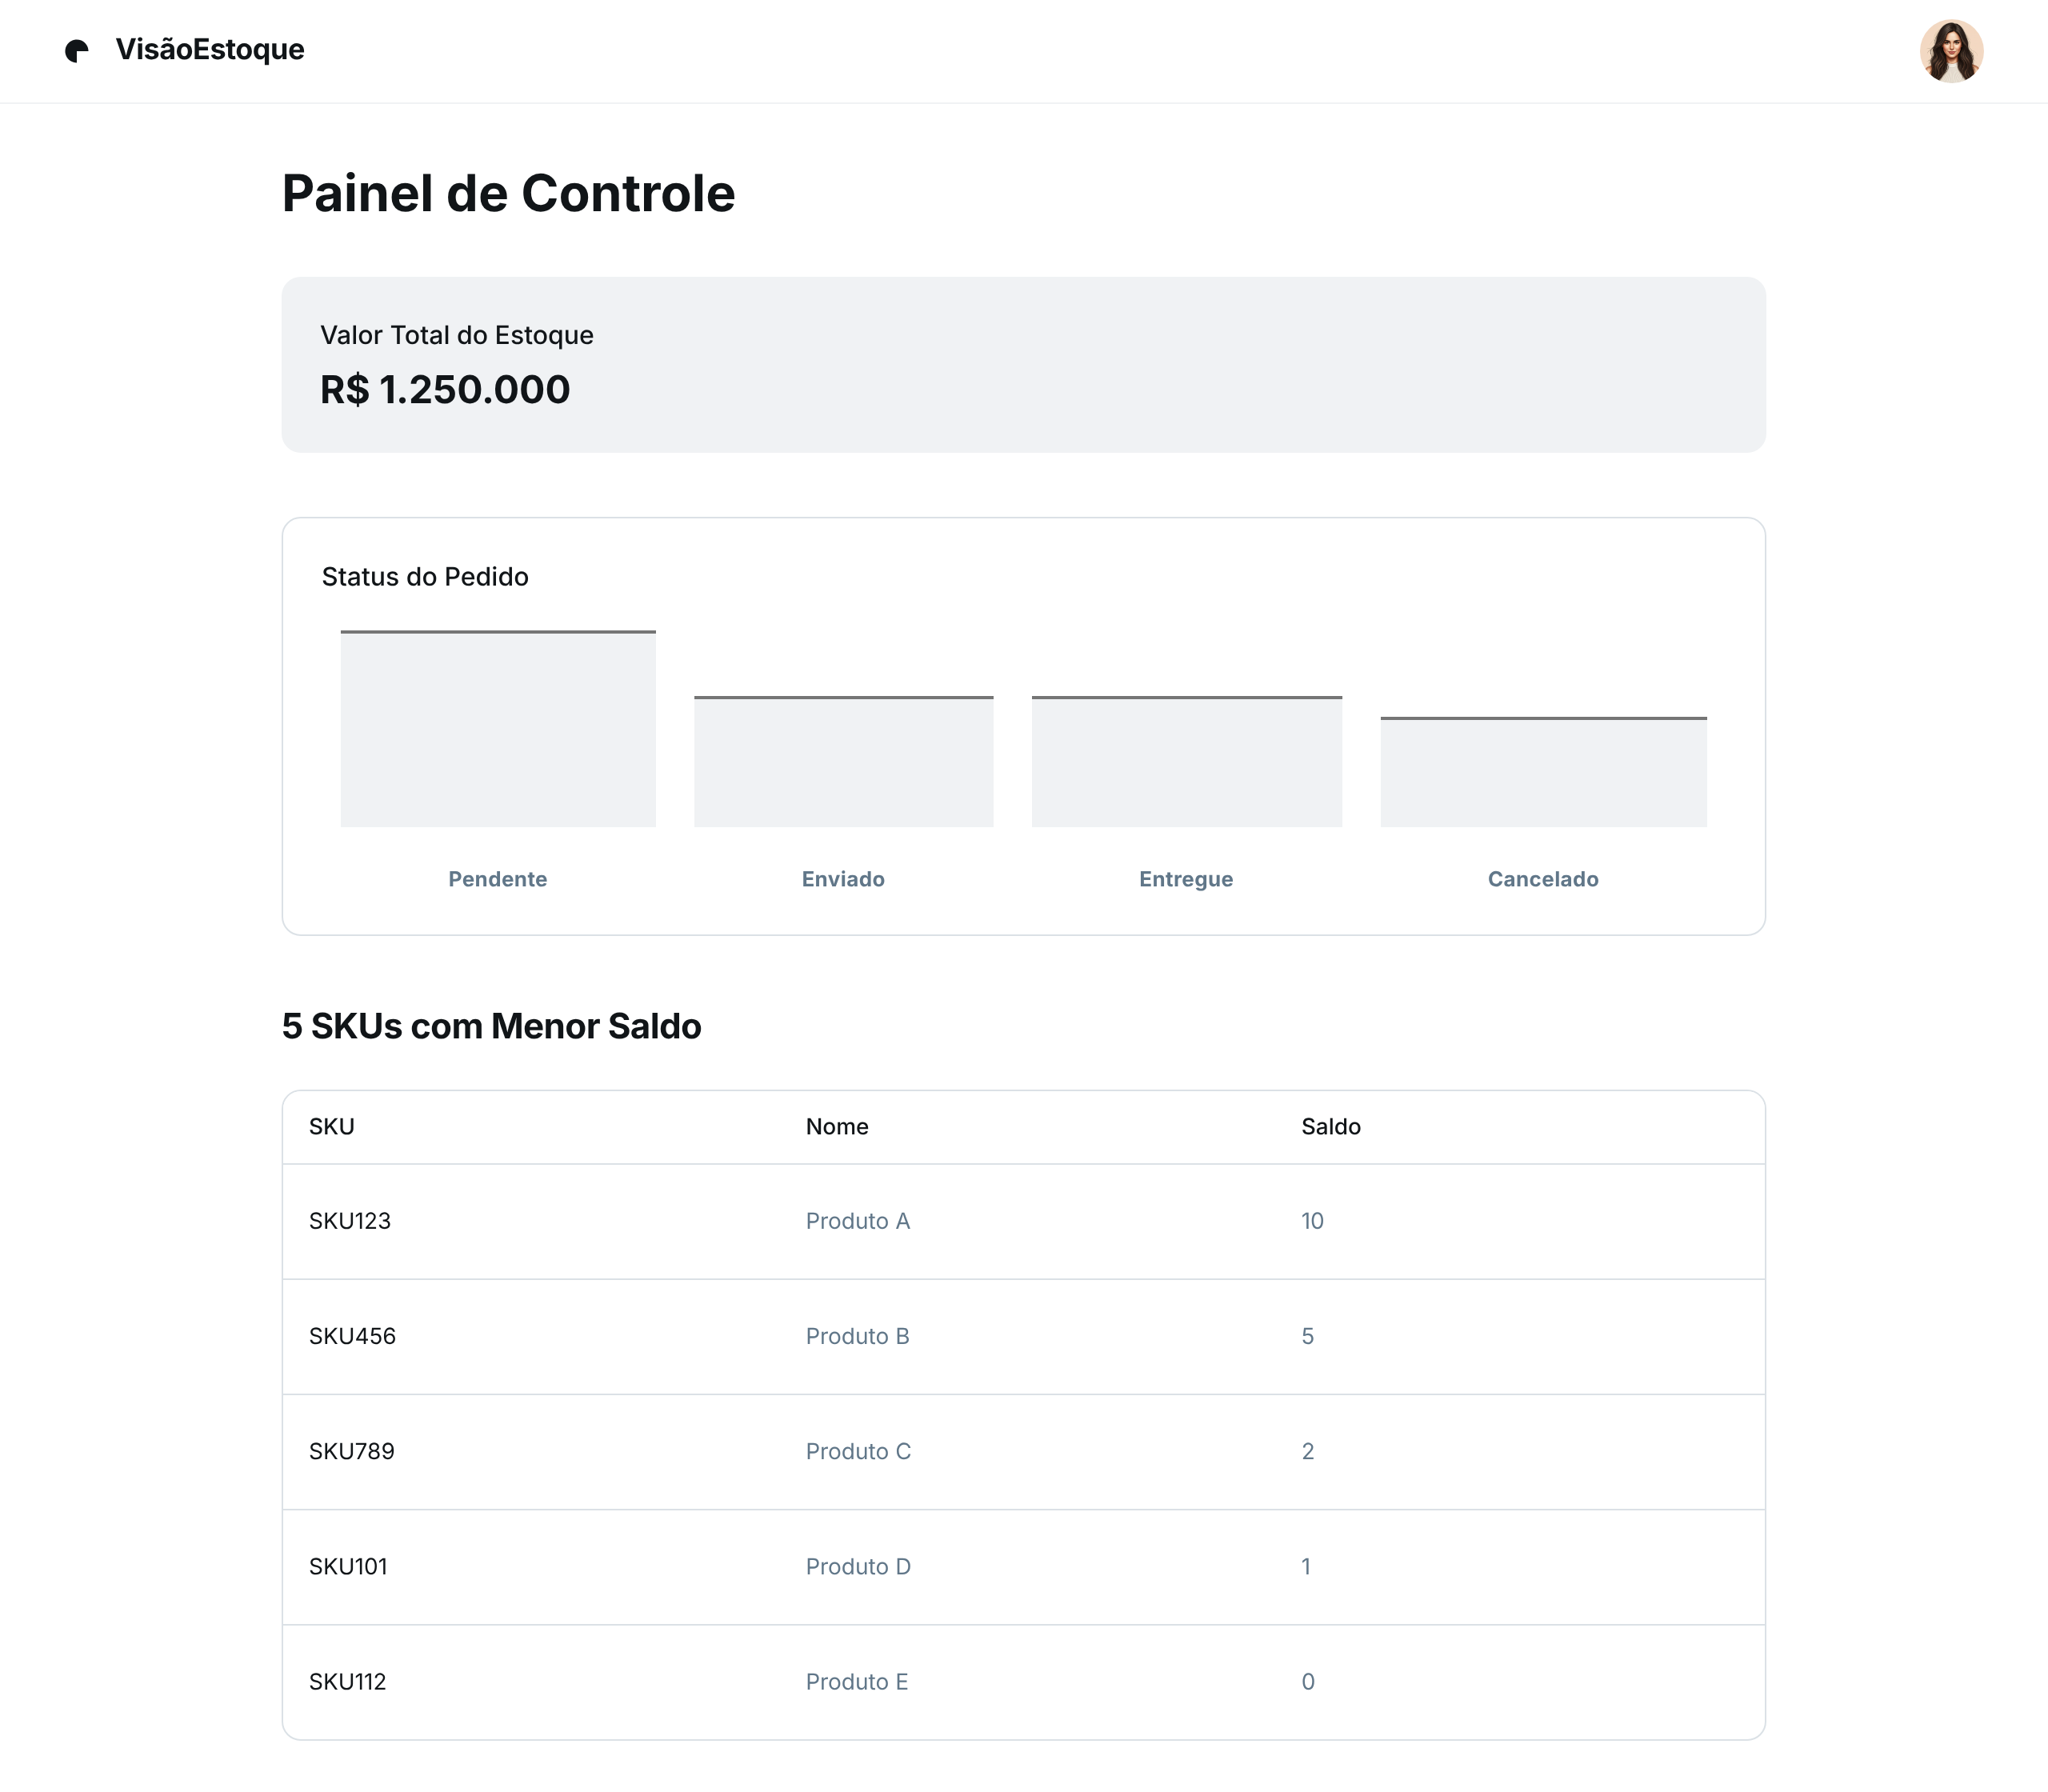 VisãoEstoque
Painel de Controle
Valor Total do Estoque
R$ 1.250.000
Status do Pedido
Pendente Enviado Entregue Cancelado
5 SKUs com Menor Saldo
SKU Nome Saldo
SKU123 Produto A 10
SKU456 Produto B 5
SKU789 Produto C 2
SKU101 Produto D 1
SKU112 Produto E 0